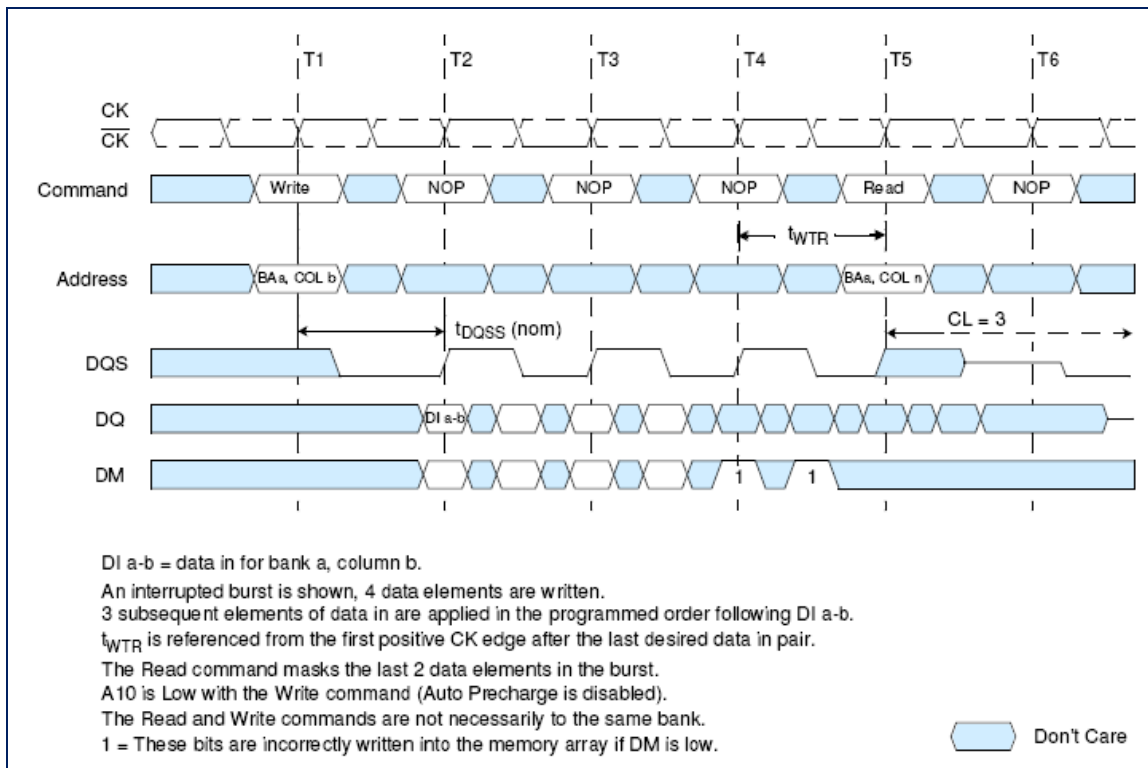 T1 T2 T3 T4 T5 T6
CK
CK
Command Write NOP NOP NOP Read NOP
tWTR
Address BAa, COL b BAa, COL n
tDQSS (nom) CL = 3
DQS
DQ DI a-b
DM 1 1
DI a-b = data in for bank a, column b.
An interrupted burst is shown, 4 data elements are written.
3 subsequent elements of data in are applied in the programmed order following DI a-b.
tWTR is referenced from the first positive CK edge after the last desired data in pair.
The Read command masks the last 2 data elements in the burst.
A10 is Low with the Write command (Auto Precharge is disabled).
The Read and Write commands are not necessarily to the same bank.
1 = These bits are incorrectly written into the memory array if DM is low.
Don't Care